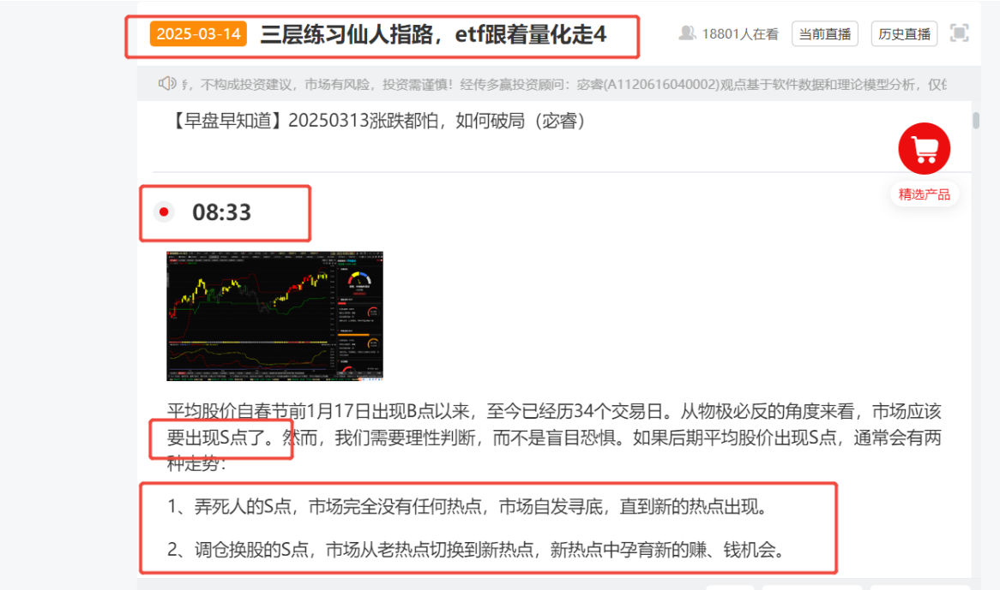 2025-03-14 三层练习仙人指路，etf跟着量化走4 18801人在看 当前直播 历史直播
不构成投资建议，市场有风险，投资需谨慎！经传多赢投资顾问：宓睿(A1120616040002)观点基于软件数据和理论模型分析，仅
【早盘早知道】20250313涨跌都怕，如何破局（宓睿）
精选产品
08:33
平均股价自春节前1月17日出现B点以来，至今已经历34个交易日。从物极必反的角度来看，市场应该
要出现S点了。然而，我们需要理性判断，而不是盲目恐惧。如果后期平均股价出现S点，通常会有两
种走势：
1、弄死人的S点，市场完全没有任何热点，市场自发寻底，直到新的热点出现。
2、调仓换股的S点，市场从老热点切换到新热点，新热点中孕育新的赚、钱机会。